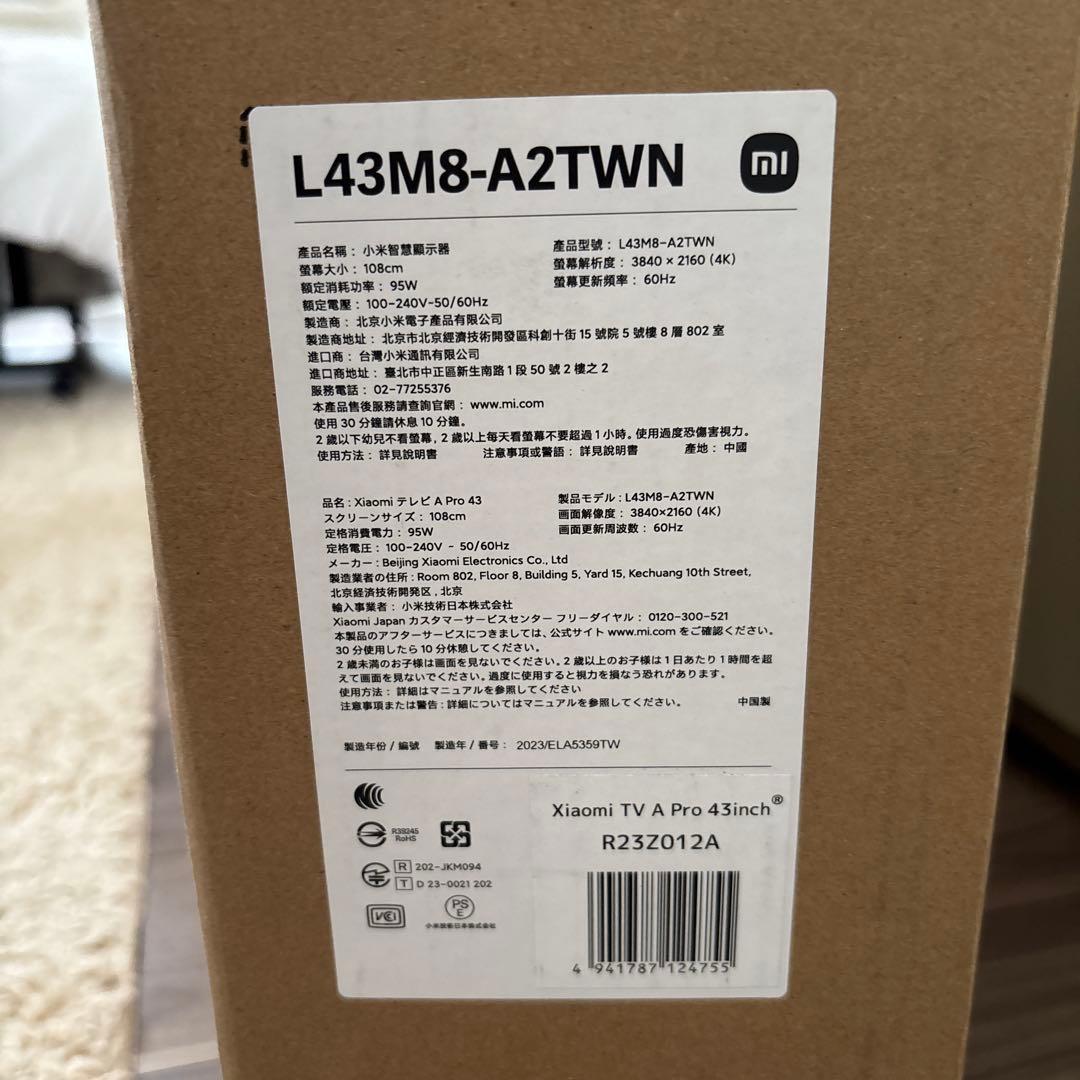 L43M8-A2TWN
mi
產品名稱： 小米智慧顯示器 產品型號： L43M8-A2TWN
螢幕大小： 108cm 螢幕解析度： 3840 × 2160 (4K)
額定消耗功率： 95W 螢幕更新頻率： 60Hz
額定電壓： 100-240V~50/60Hz
製造商： 北京小米電子產品有限公司
製造商地址： 北京市北京經濟技術開發區科創十街 15 號院 5 號樓 8 層 802 室
進口商： 台灣小米通訊有限公司
進口商地址： 臺北市中正區新生南路 1 段 50 號 2 樓之 2
服務電話： 02-77255376
本產品售後服務請查詢官網： www.mi.com
使用 30 分鐘請休息 10 分鐘。
2 歲以下幼兒不看螢幕, 2 歲以上每天看螢幕不要超過 1 小時。使用過度恐傷害視力。
使用方法： 詳見說明書 注意事項或警語： 詳見說明書 產地： 中國
品名 : Xiaomi テレビ A Pro 43 製品モデル : L43M8-A2TWN
スクリーンサイズ： 108cm 画面解像度： 3840×2160 (4K)
定格消費電力： 95W 画面更新周波数： 60Hz
定格電圧： 100-240V ~ 50/60Hz
メーカー : Beijing Xiaomi Electronics Co., Ltd
製造業者の住所 : Room 802, Floor 8, Building 5, Yard 15, Kechuang 10th Street,
北京経済技術開発区 , 北京
輸入事業者： 小米技術日本株式会社
Xiaomi Japan カスタマーサービスセンター フリーダイヤル： 0120-300-521
本製品のアフターサービスにつきましては、公式サイト www.mi.com をご確認ください。
30 分使用したら 10 分休憩してください。
2 歳未満のお子様は画面を見ないでください。2 歳以上のお子様は 1 日あたり 1 時間を超
えて画面を見ないでください。過度に使用すると視力を損なう恐れがあります。
使用方法： 詳細はマニュアルを参照してください
注意事項または警告 : 詳細についてはマニュアルを参照してください。 中国製
製造年份 / 編號 製造年 / 番号： 2023/ELA5359TW
R39245
RoHS
R 202-JKM094
T D 23-0021 202
VCI
PS
E
小米技術日本株式会社
Xiaomi TV A Pro 43inch®
R23Z012A
4 941787 124755